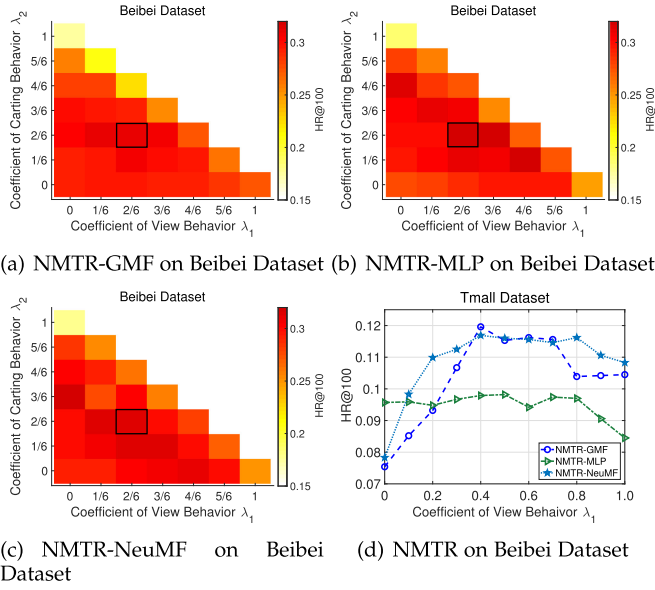 Beibei Dataset
Coefficient of Carting Behavior λ2
1
5/6
4/6
3/6
2/6
1/6
0
0 1/6 2/6 3/6 4/6 5/6 1
Coefficient of View Behavior λ1
0.3
0.25
0.2
0.15
HR@100
(a) NMTR-GMF on Beibei Dataset
Beibei Dataset
Coefficient of Carting Behavior λ2
1
5/6
4/6
3/6
2/6
1/6
0
0 1/6 2/6 3/6 4/6 5/6 1
Coefficient of View Behavior λ1
0.3
0.25
0.2
0.15
HR@100
(b) NMTR-MLP on Beibei Dataset
Beibei Dataset
Coefficient of Carting Behavior λ2
1
5/6
4/6
3/6
2/6
1/6
0
0 1/6 2/6 3/6 4/6 5/6 1
Coefficient of View Behavior λ1
0.3
0.25
0.2
0.15
HR@100
(c) NMTR-NeuMF on Beibei
Dataset
Tmall Dataset
HR@100
0.12
0.11
0.1
0.09
0.08
0.07
0 0.2 0.4 0.6 0.8 1.0
Coefficient of View Behaivor λ1
NMTR-GMF
NMTR-MLP
NMTR-NeuMF
(d) NMTR on Beibei Dataset